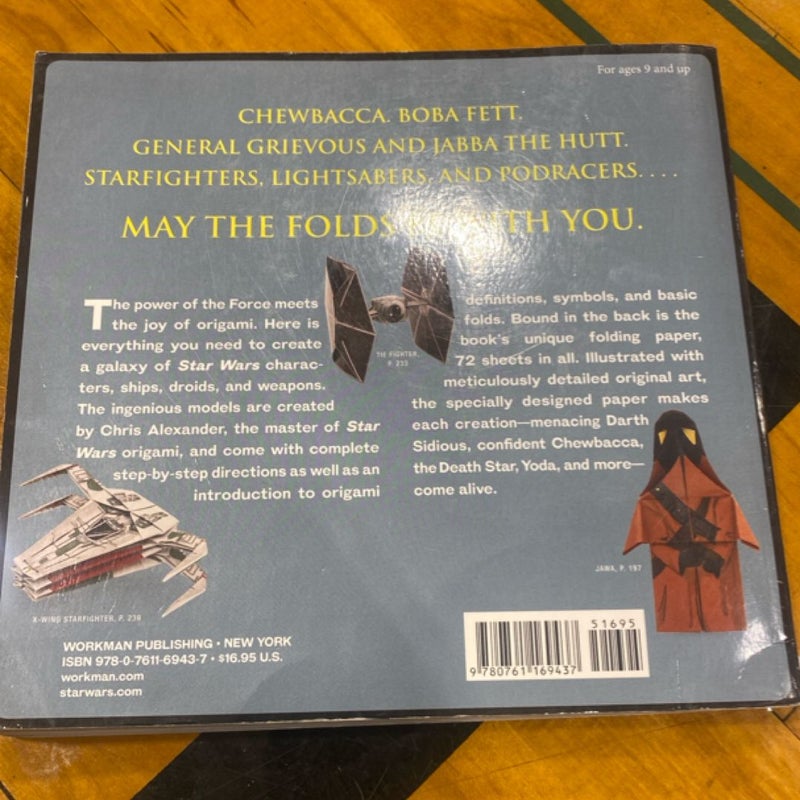 For ages 9 and up
CHEWBACCA. BOBA FETT.
GENERAL GRIEVOUS AND JABBA THE HUTT.
STARFIGHTERS, LIGHTSABERS, AND PODRACERS. . . .
MAY THE FOLDS BE WITH YOU.
The power of the Force meets
the joy of origami. Here is
everything you need to create
a galaxy of Star Wars charac-
ters, ships, droids, and weapons.
The ingenious models are created
by Chris Alexander, the master of Star
Wars origami, and come with complete
step-by-step directions as well as an
introduction to origami
TIE FIGHTER,
P. 233
definitions, symbols, and basic
folds. Bound in the back is the
book's unique folding paper,
72 sheets in all. Illustrated with
meticulously detailed original art,
the specially designed paper makes
each creation—menacing Darth
Sidious, confident Chewbacca,
the Death Star, Yoda, and more—
come alive.
X-WING STARFIGHTER, P. 239
JAWA, P. 197
WORKMAN PUBLISHING • NEW YORK
ISBN 978-0-7611-6943-7 • $16.95 U.S.
workman.com
starwars.com
51695
9 780761 169437